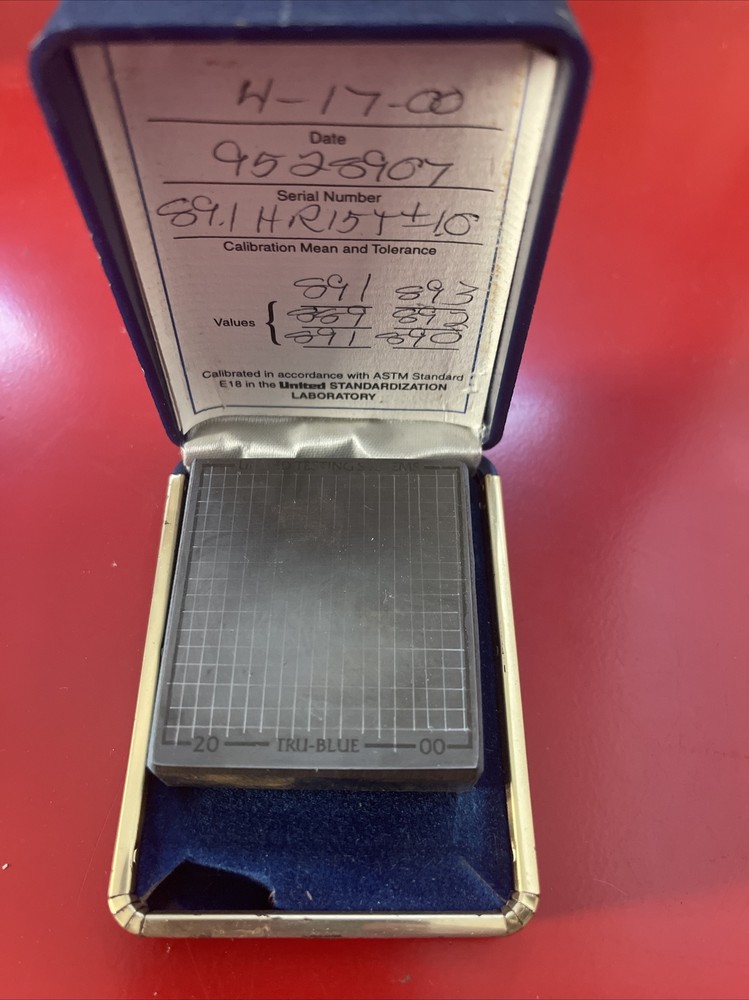 4-17-00
Date
9528907
Serial Number
89.1 HR15T ±1.0
Calibration Mean and Tolerance
891 893
Values { 889 892
891 890
Calibrated in accordance with ASTM Standard
E18 in the United STANDARDIZATION
LABORATORY
TESTING
20 TRU-BLUE 00